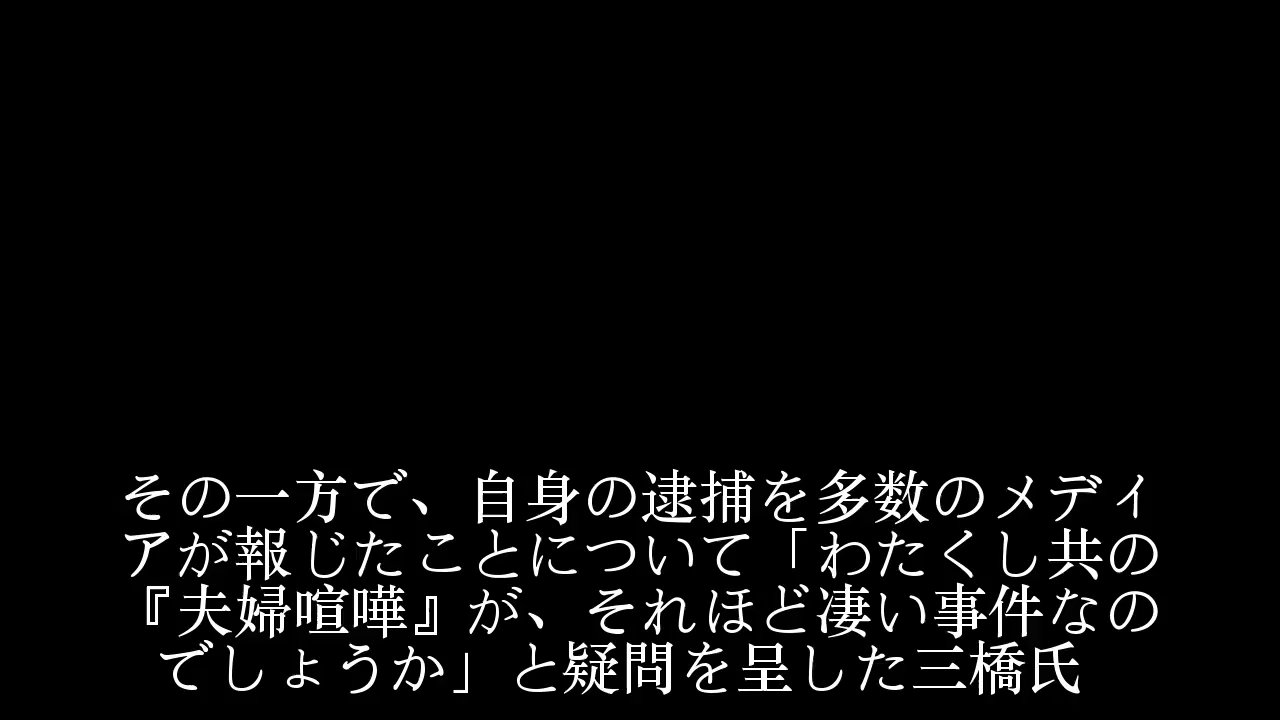 その一方で、自身の逮捕を多数のメディ
アが報じたことについて「わたくし共の
『夫婦喧嘩』が、それほど凄い事件なの
でしょうか」と疑問を呈した三橋氏